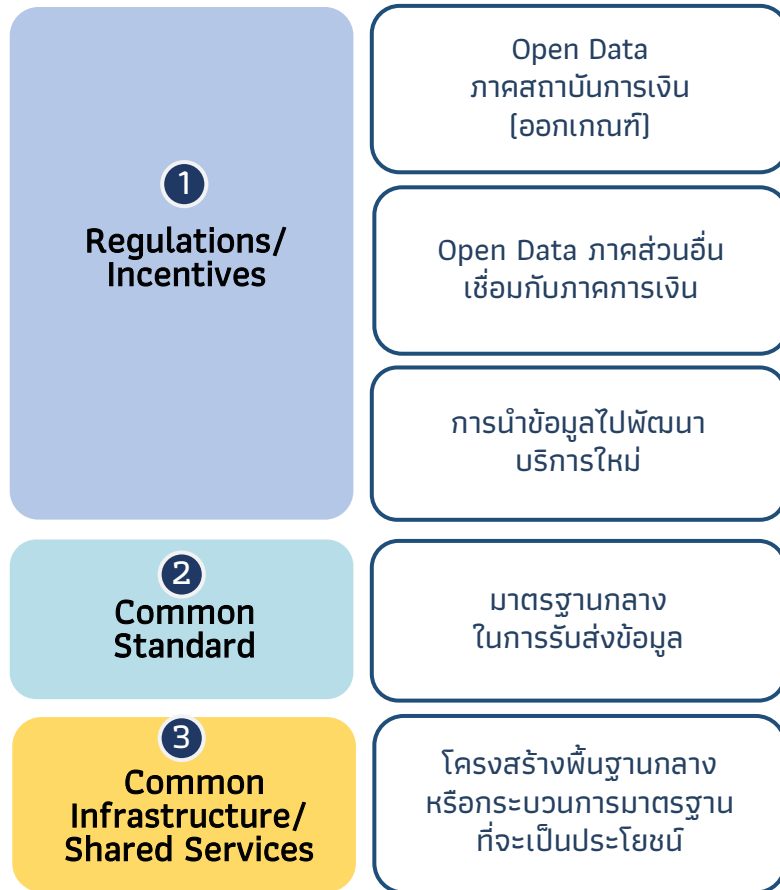 1
Regulations/
Incentives
Open Data
ภาคสถาบันการเงิน
(ออกเกณฑ์)
Open Data ภาคส่วนอื่น
เชื่อมกับภาคการเงิน
การนำข้อมูลไปพัฒนา
บริการใหม่
2
Common
Standard
มาตรฐานกลาง
ในการรับส่งข้อมูล
3
Common
Infrastructure/
Shared Services
โครงสร้างพื้นฐานกลาง
หรือกระบวนการมาตรฐาน
ที่จะเป็นประโยชน์